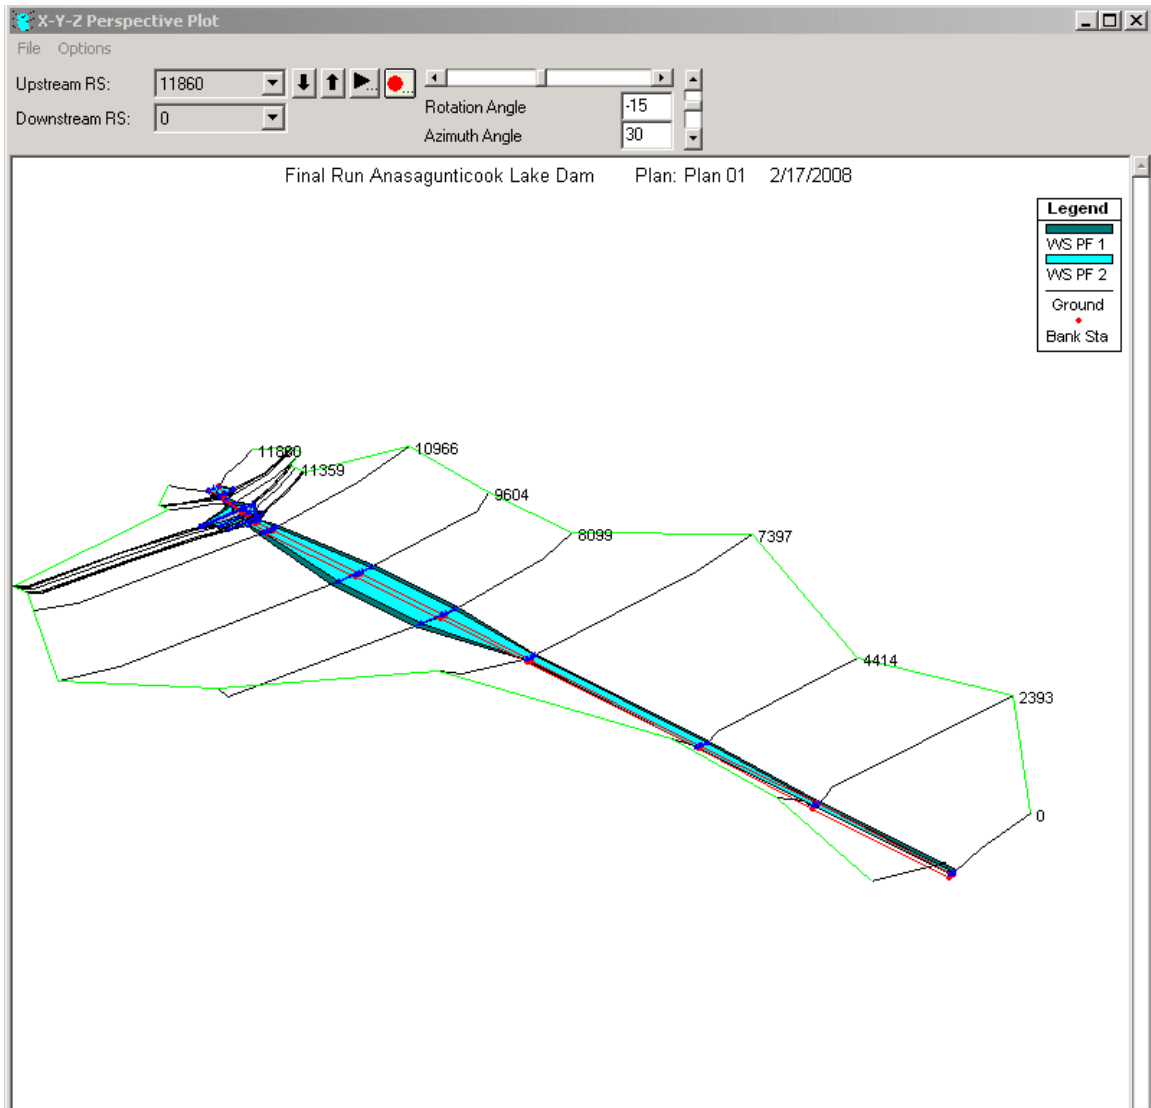 X-Y-Z Perspective Plot
File Options
Upstream RS: 11860
Downstream RS: 0
Rotation Angle -15
Azimuth Angle 30
Final Run Anasagunticook Lake Dam Plan: Plan 01 2/17/2008
Legend
WS PF 1
WS PF 2
Ground
Bank Sta
11860
11359
10966
9604
8099
7397
4414
2393
0